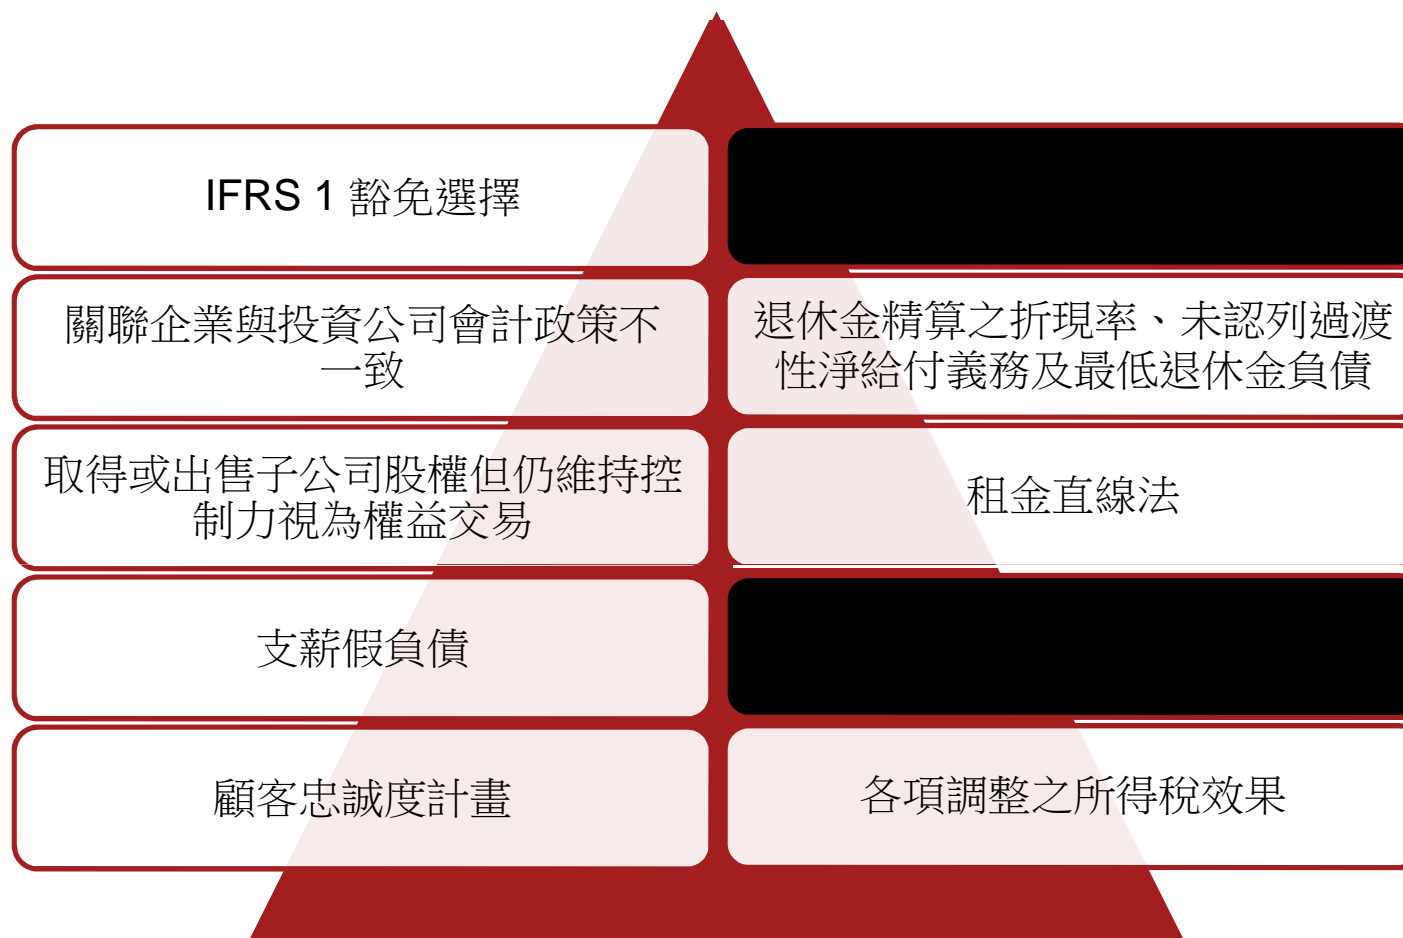 IFRS 1 豁免選擇
關聯企業與投資公司會計政策不
一致
退休金精算之折現率、未認列過渡
性淨給付義務及最低退休金負債
取得或出售子公司股權但仍維持控
制力視為權益交易
租金直線法
支薪假負債
顧客忠誠度計畫
各項調整之所得稅效果